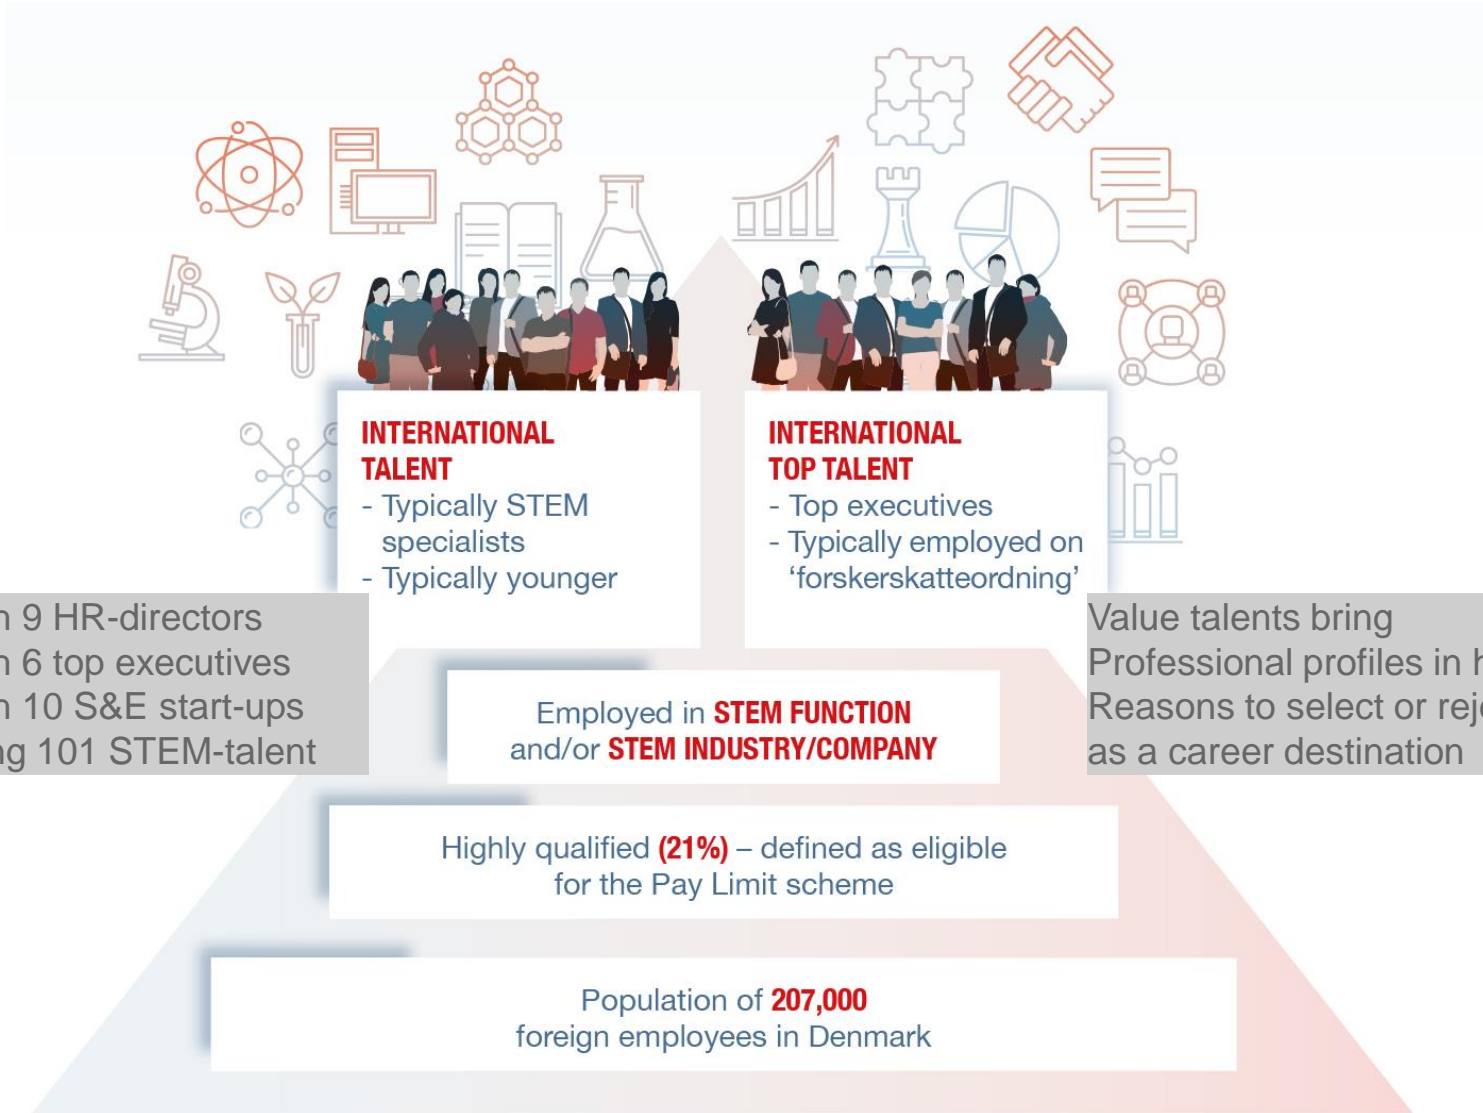 INTERNATIONAL
TALENT
- Typically STEM
specialists
- Typically younger
INTERNATIONAL
TOP TALENT
- Top executives
- Typically employed on
‘forskerskatteordning’
9 HR-directors
6 top executives
10 S&E start-ups
101 STEM-talent
Value talents bring
Professional profiles in
Reasons to select or
as a career destination
Employed in STEM FUNCTION
and/or STEM INDUSTRY/COMPANY
Highly qualified (21%) – defined as eligible
for the Pay Limit scheme
Population of 207,000
foreign employees in Denmark